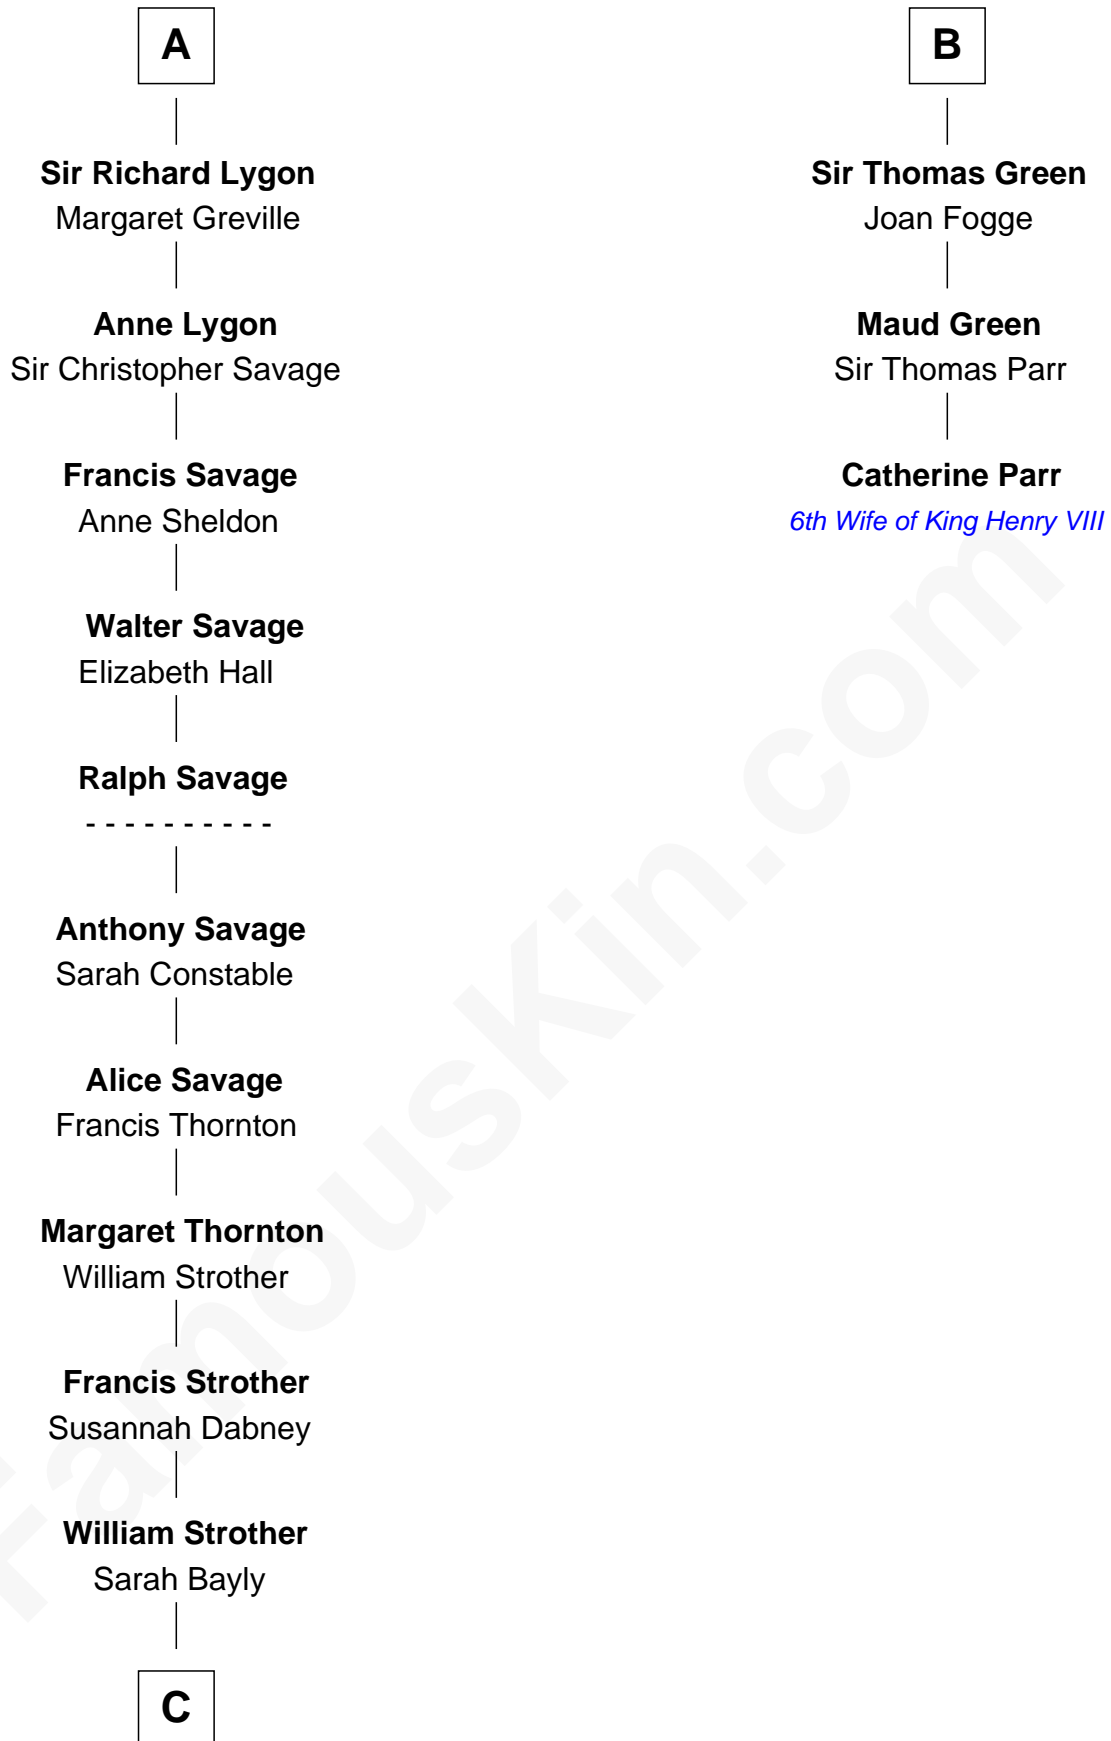 A
Sir Richard Lygon
Margaret Greville
Anne Lygon
Sir Christopher Savage
Francis Savage
Anne Sheldon
Walter Savage
Elizabeth Hall
Ralph Savage
- - - - - - - - - -
Anthony Savage
Sarah Constable
Alice Savage
Francis Thornton
Margaret Thornton
William Strother
Francis Strother
Susannah Dabney
William Strother
Sarah Bayly
C
B
Sir Thomas Green
Joan Fogge
Maud Green
Sir Thomas Parr
Catherine Parr
6th Wife of King Henry VIII
FamousKin.com